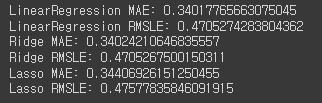 LinearRegression MAE: 0.34017765663075045
LinearRegression RMSLE: 0.4705274283804362
Ridge MAE: 0.34024210646835557
Ridge RMSLE: 0.4705267500150311
Lasso MAE: 0.34406926151250455
Lasso RMSLE: 0.47577835846091915